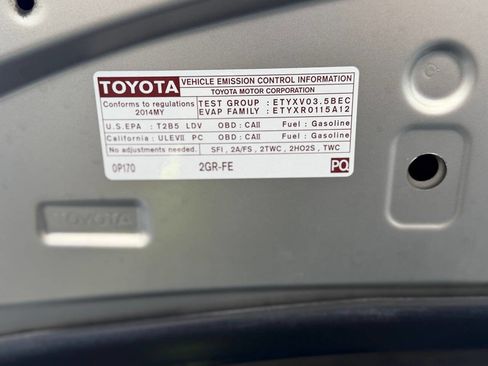 TOYOTA VEHICLE EMISSION CONTROL INFORMATION
TOYOTA MOTOR CORPORATION
Conforms to regulations
2014MY
TEST GROUP : ETYXV03.5BEC
EVAP FAMILY : ETYXR0115A12
U.S.EPA : T2B5 LDV OBD : CAII Fuel : Gasoline
California : ULEVII PC OBD : CAII Fuel : Gasoline
No adjustments needed. SFI , 2A/FS , 2TWC , 2HO2S , TWC
0P170 2GR-FE PQ
TOYOTA